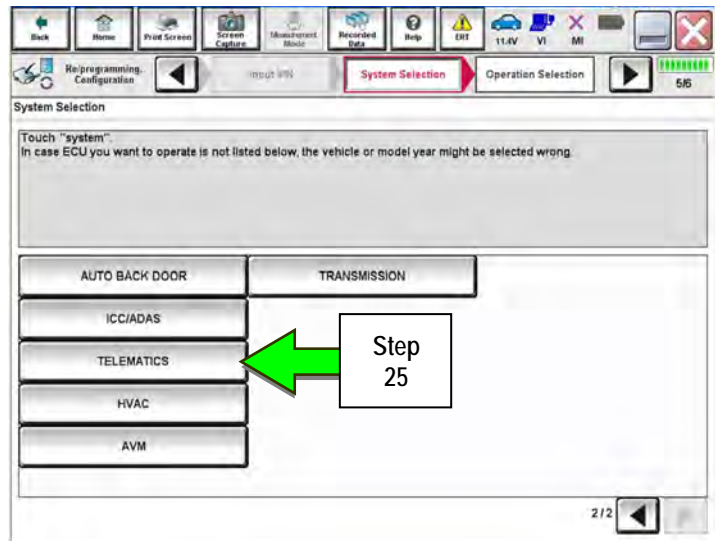 Back
Home
Print Screen
Screen
Capture
Measurement
Mode
Recorded
Data
Help
ERT
11.4V
VI
MI
Re/programming,
Configuration
Input VIN
System Selection
Operation Selection
5/6
System Selection
Touch "system".
In case ECU you want to operate is not listed below, the vehicle or model year might be selected wrong.
AUTO BACK DOOR
TRANSMISSION
ICC/ADAS
TELEMATICS
Step
25
HVAC
AVM
2/2